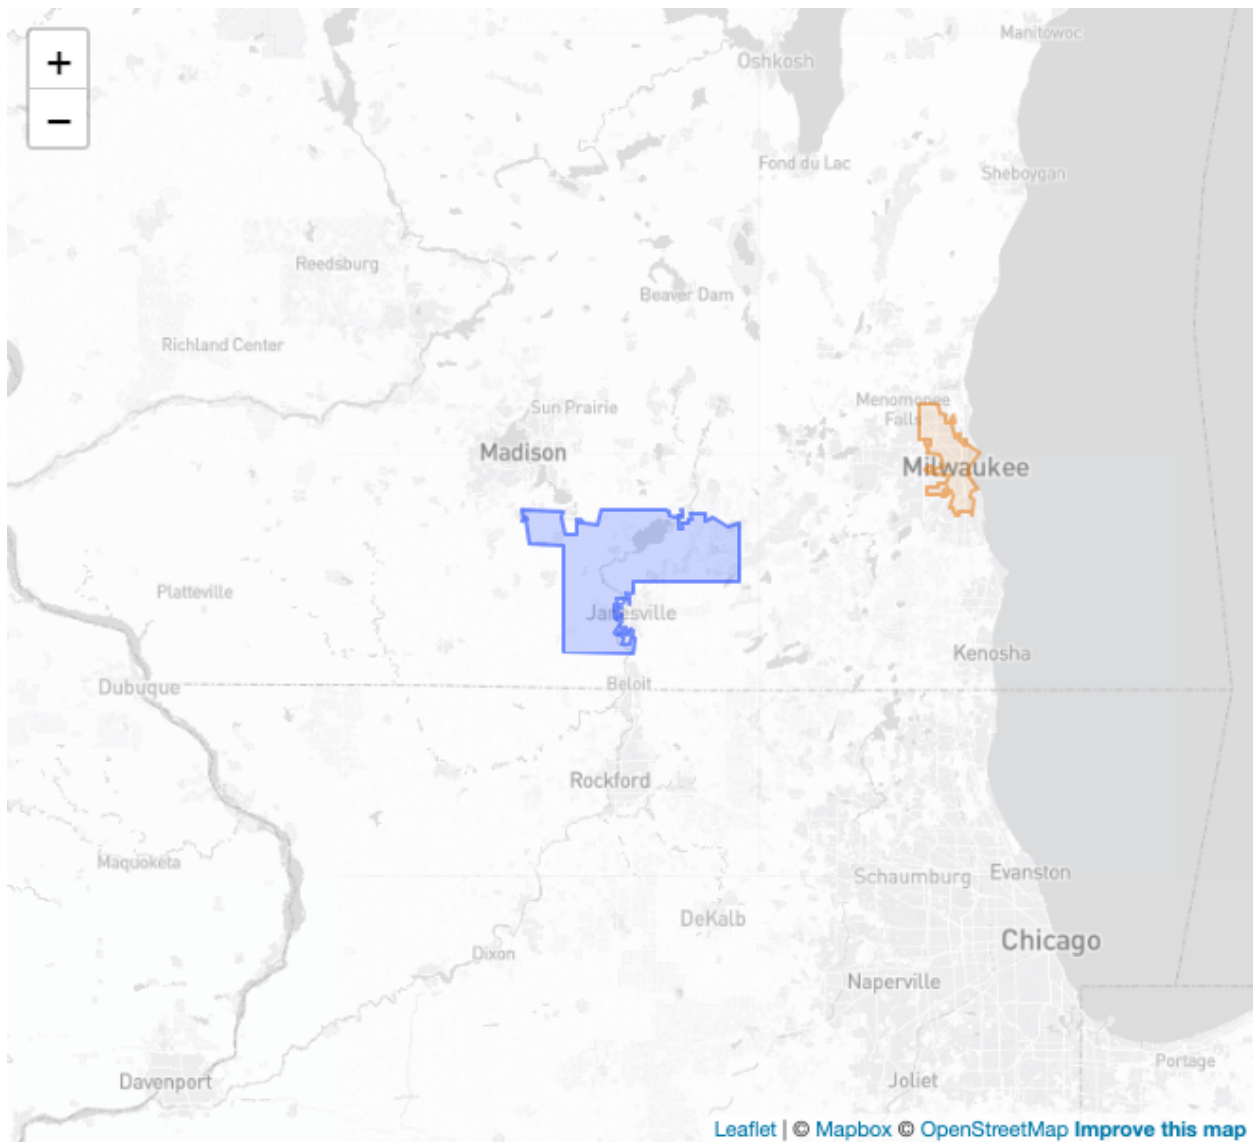 +
−
Manitowoc
Oshkosh
Fond du Lac
Sheboygan
Reedsburg
Beaver Dam
Richland Center
Sun Prairie
Menomonee
Falls
Madison
Milwaukee
Platteville
Janesville
Kenosha
Dubuque
Beloit
Rockford
Maquoketa
Schaumburg
Evanston
DeKalb
Chicago
Dixon
Naperville
Portage
Davenport
Joliet
Leaflet | © Mapbox © OpenStreetMap Improve this map